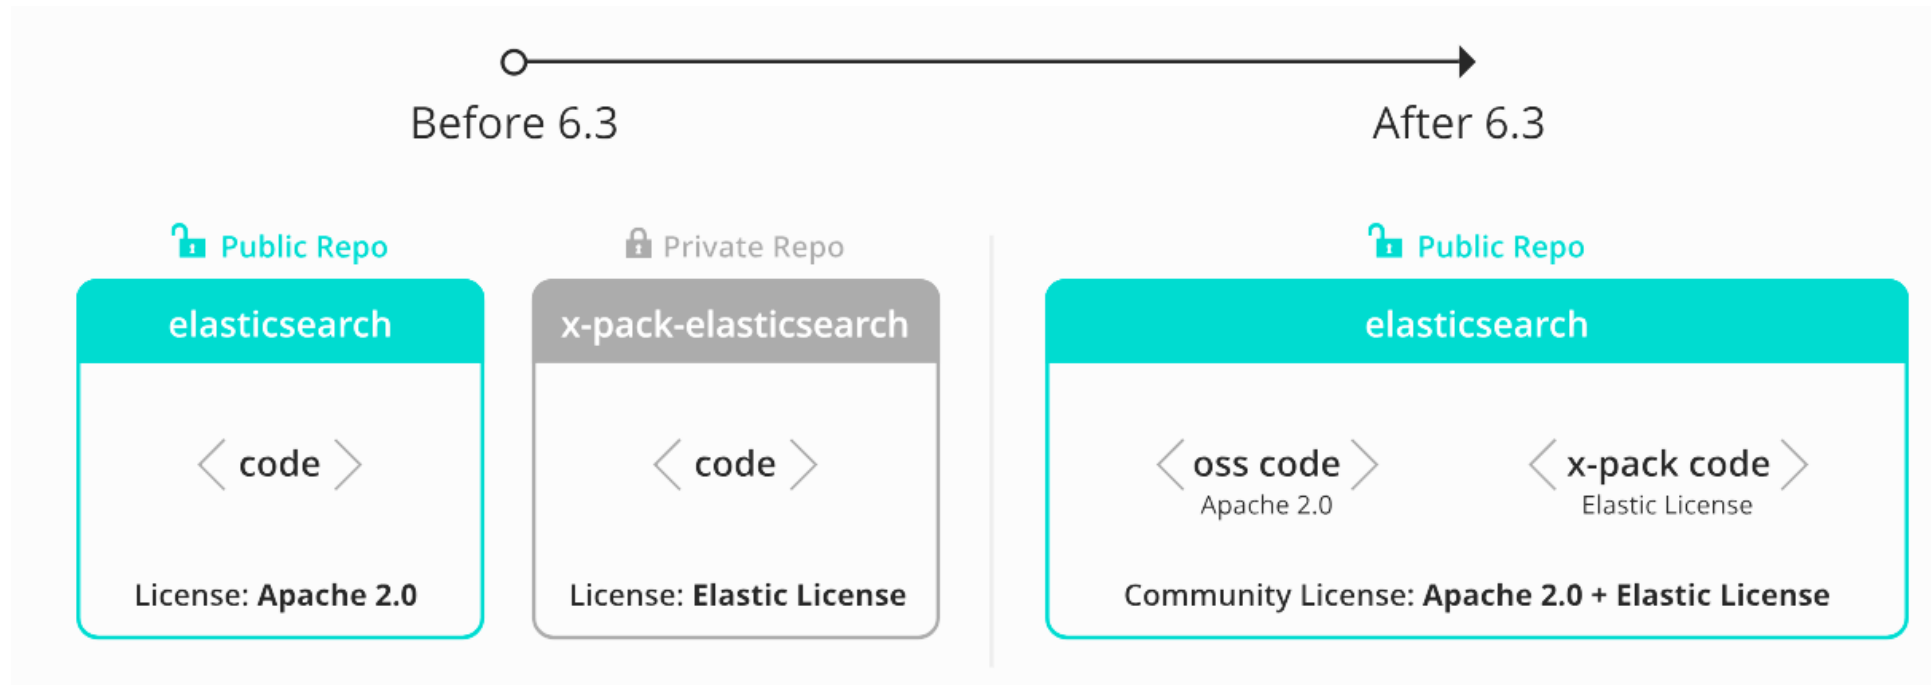 Before 6.3
After 6.3
Public Repo
elasticsearch
code
License: Apache 2.0
Private Repo
x-pack-elasticsearch
code
License: Elastic License
Public Repo
elasticsearch
oss code
Apache 2.0
x-pack code
Elastic License
Community License: Apache 2.0 + Elastic License